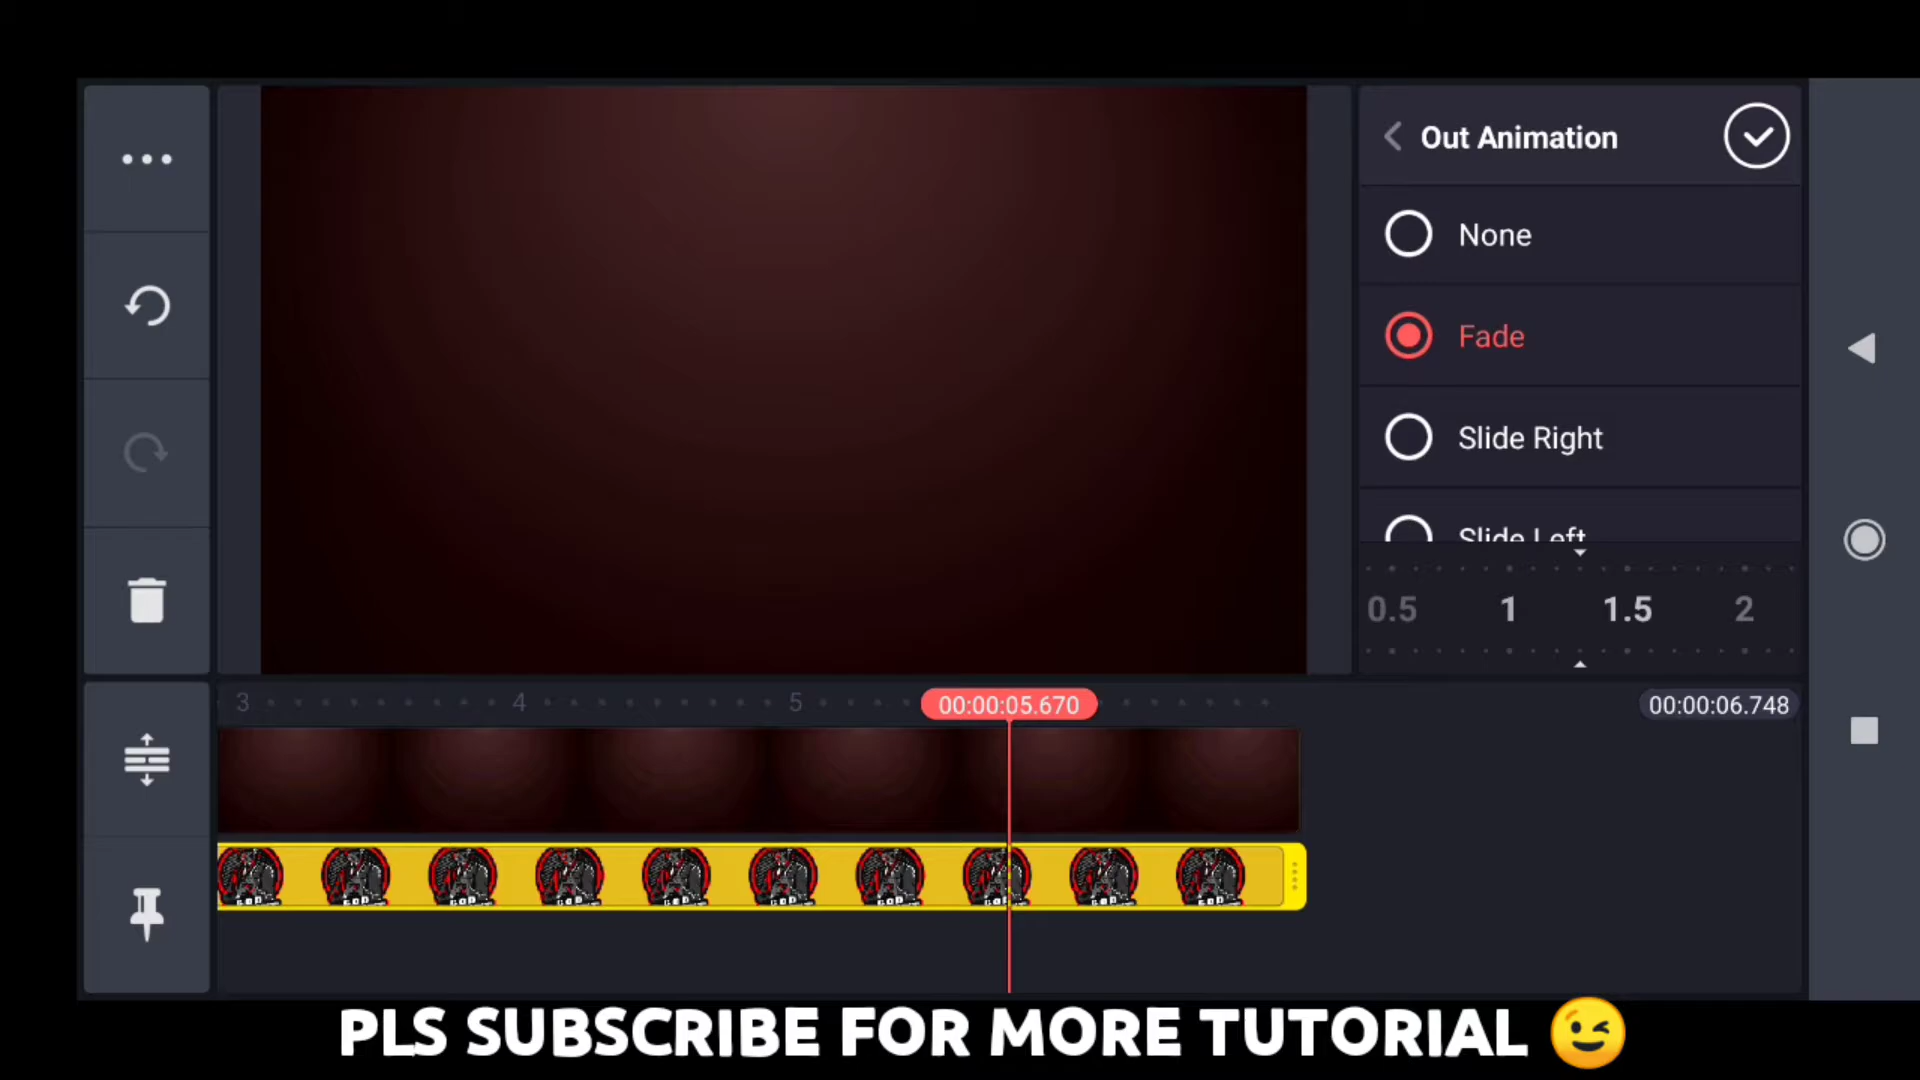 Out Animation
None
Fade
Slide Right
Slide Left
0.5 1 1.5 2
3 4 5 00:00:05.670 00:00:06.748
PLS SUBSCRIBE FOR MORE TUTORIAL 😉